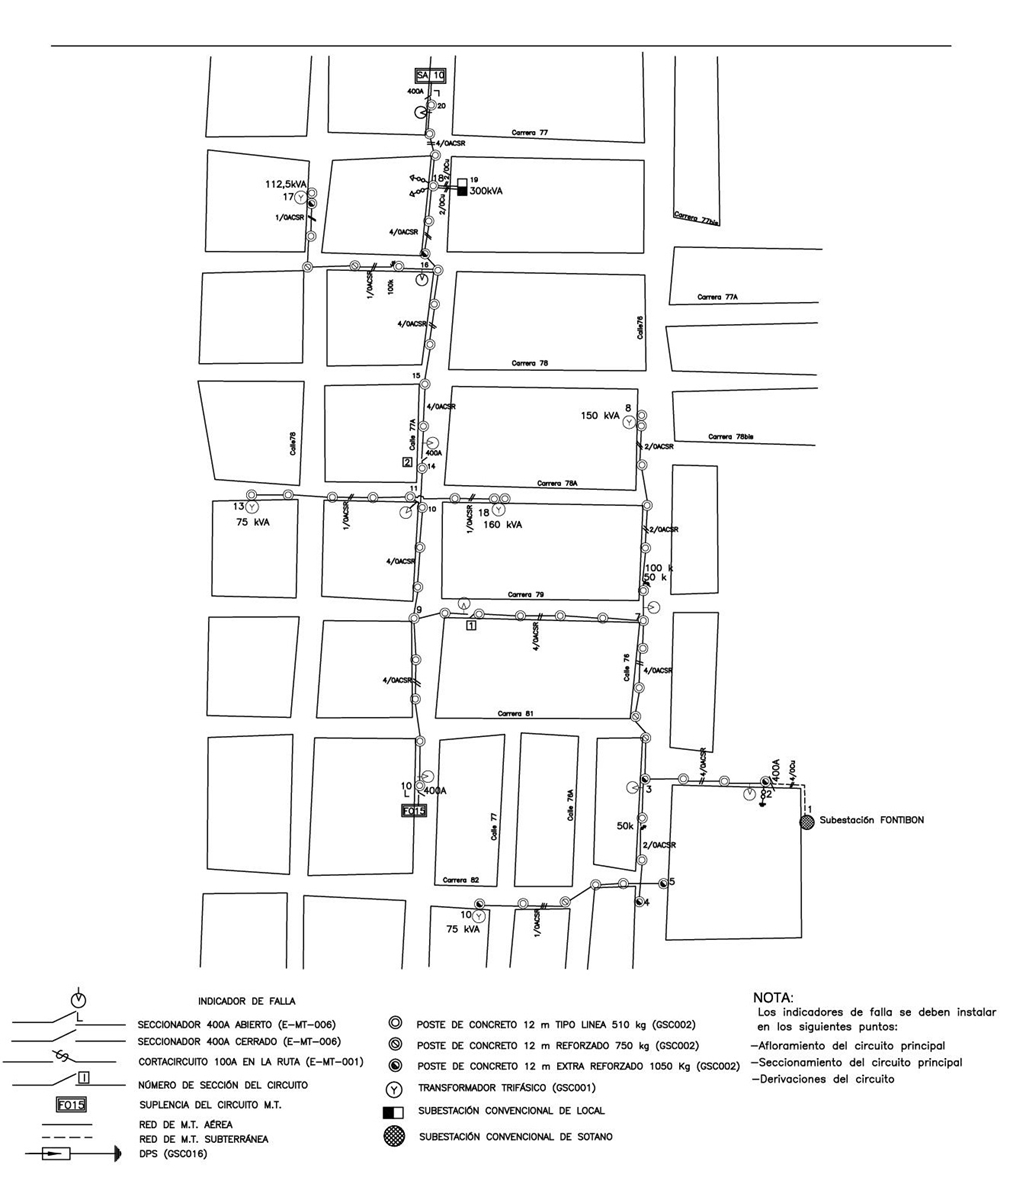 SA 10
400A
20
Carrera 77
4/0ACSR
112,5kVA
17
1/0ACSR
18
2/0Cu
2/0Cu
19
300kVA
4/0ACSR
Carrera 77bis
16
1/0ACSR
100k
4/0ACSR
Carrera 77A
Calle76
Carrera 78
15
4/0ACSR
150 kVA
8
Calle78
Calle 77A
400A
2
14
2/0ACSR
Carrera 78bis
Carrera 78A
11
13
75 kVA
1/0ACSR
10
1/0ACSR
18
160 kVA
2/0ACSR
4/0ACSR
100 k
50 k
Carrera 79
9
1
7
4/0ACSR
4/0ACSR
Calle 76
4/0ACSR
Carrera 81
4/0ACSR
400A
4/0Cu
10
400A
FO15
3
2
1
Subestación FONTIBON
Calle 77
Calle 76A
50k
2/0ACSR
Carrera 82
5
4
10
75 kVA
1/0ACSR
INDICADOR DE FALLA
SECCIONADOR 400A ABIERTO (E-MT-006)
SECCIONADOR 400A CERRADO (E-MT-006)
CORTACIRCUITO 100A EN LA RUTA (E-MT-001)
1 NÚMERO DE SECCIÓN DEL CIRCUITO
FO15 SUPLENCIA DEL CIRCUITO M.T.
RED DE M.T. AÉREA
RED DE M.T. SUBTERRÁNEA
DPS (GSC016)
POSTE DE CONCRETO 12 m TIPO LINEA 510 kg (GSC002)
POSTE DE CONCRETO 12 m REFORZADO 750 kg (GSC002)
POSTE DE CONCRETO 12 m EXTRA REFORZADO 1050 Kg (GSC002)
TRANSFORMADOR TRIFÁSICO (GSC001)
SUBESTACIÓN CONVENCIONAL DE LOCAL
SUBESTACIÓN CONVENCIONAL DE SOTANO
NOTA:
Los indicadores de falla se deben instalar
en los siguientes puntos:
–Afloramiento del circuito principal
–Seccionamiento del circuito principal
–Derivaciones del circuito